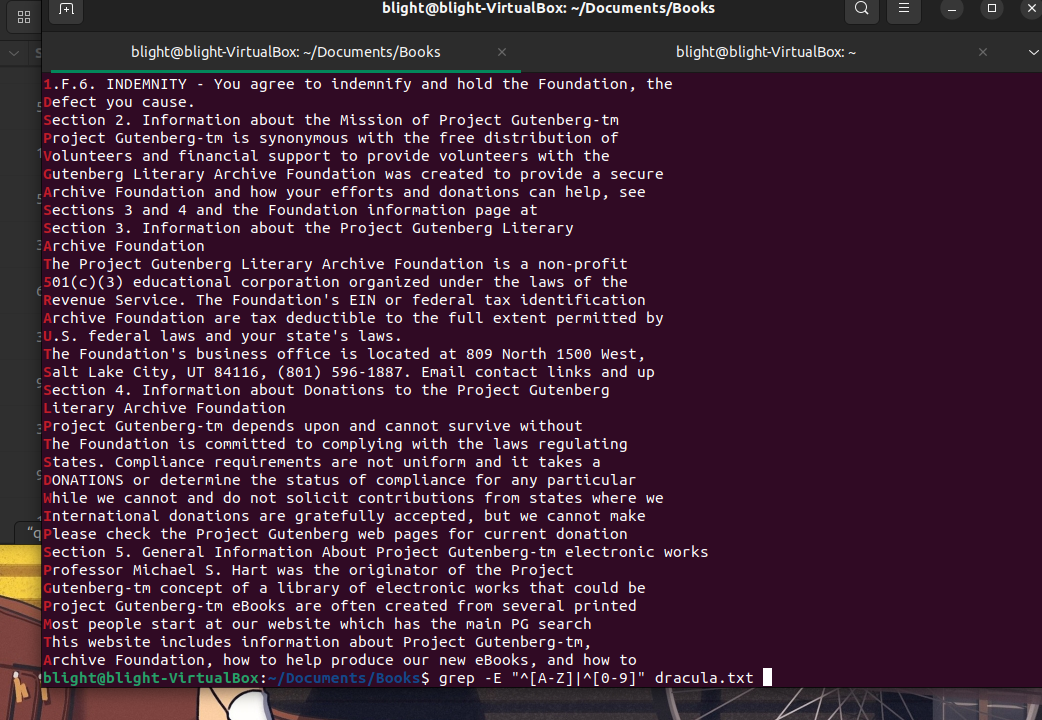 blight@blight-VirtualBox: ~/Documents/Books
blight@blight-VirtualBox: ~/Documents/Books × blight@blight-VirtualBox: ~ ×
1.F.6. INDEMNITY - You agree to indemnify and hold the Foundation, the
Defect you cause.
Section 2. Information about the Mission of Project Gutenberg-tm
Project Gutenberg-tm is synonymous with the free distribution of
Volunteers and financial support to provide volunteers with the
Gutenberg Literary Archive Foundation was created to provide a secure
Archive Foundation and how your efforts and donations can help, see
Sections 3 and 4 and the Foundation information page at
Section 3. Information about the Project Gutenberg Literary
Archive Foundation
The Project Gutenberg Literary Archive Foundation is a non-profit
501(c)(3) educational corporation organized under the laws of the
Revenue Service. The Foundation's EIN or federal tax identification
Archive Foundation are tax deductible to the full extent permitted by
U.S. federal laws and your state's laws.
The Foundation's business office is located at 809 North 1500 West,
Salt Lake City, UT 84116, (801) 596-1887. Email contact links and up
Section 4. Information about Donations to the Project Gutenberg
Literary Archive Foundation
Project Gutenberg-tm depends upon and cannot survive without
The Foundation is committed to complying with the laws regulating
States. Compliance requirements are not uniform and it takes a
DONATIONS or determine the status of compliance for any particular
While we cannot and do not solicit contributions from states where we
International donations are gratefully accepted, but we cannot make
Please check the Project Gutenberg web pages for current donation
Section 5. General Information About Project Gutenberg-tm electronic works
Professor Michael S. Hart was the originator of the Project
Gutenberg-tm concept of a library of electronic works that could be
Project Gutenberg-tm eBooks are often created from several printed
Most people start at our website which has the main PG search
This website includes information about Project Gutenberg-tm,
Archive Foundation, how to help produce our new eBooks, and how to
blight@blight-VirtualBox:~/Documents/Books$ grep -E "^[A-Z]|^[0-9]" dracula.txt